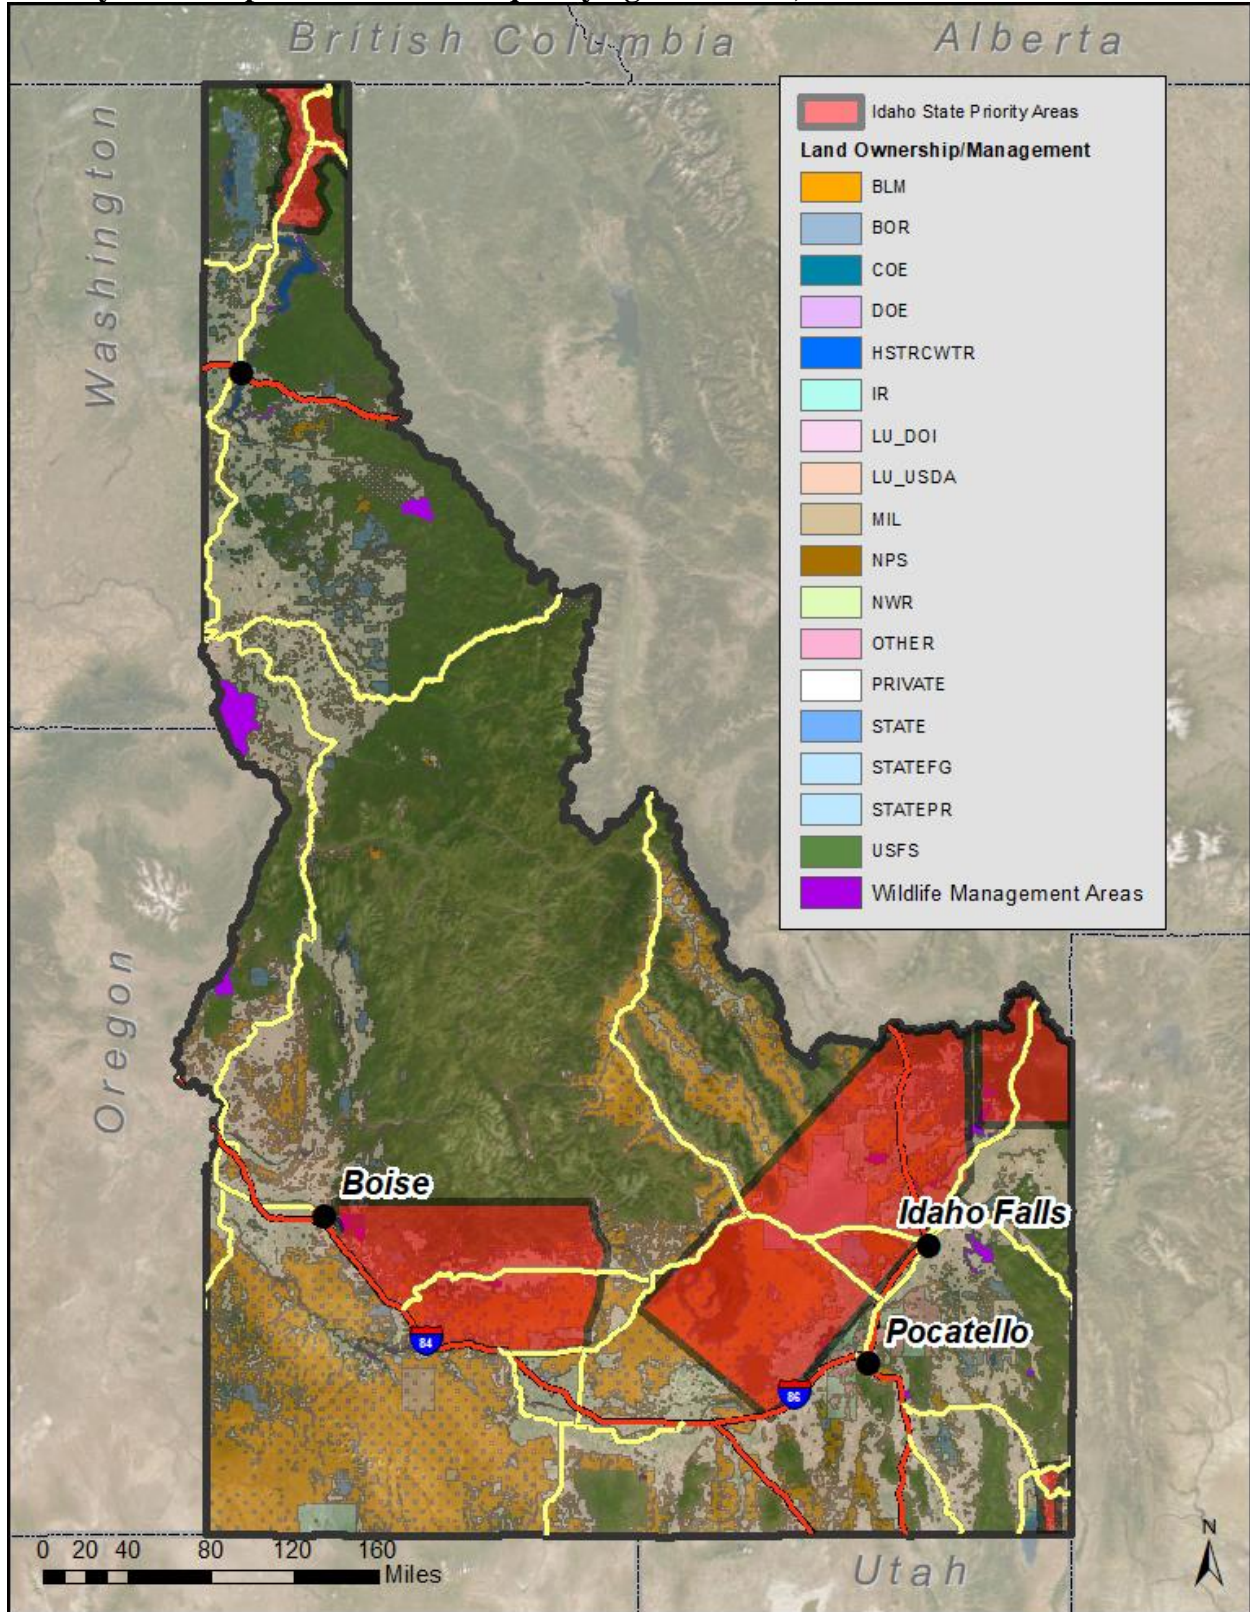 British Columbia
Alberta
Washington
Oregon
Utah
Idaho State Priority Areas
Land Ownership/Management
BLM
BOR
COE
DOE
HSTRCWTR
IR
LU_DOI
LU_USDA
MIL
NPS
NWR
OTHER
PRIVATE
STATE
STATEFG
STATEPR
USFS
Wildlife Management Areas
Boise
Idaho Falls
Pocatello
84
86
N
0 20 40 80 120 160
Miles